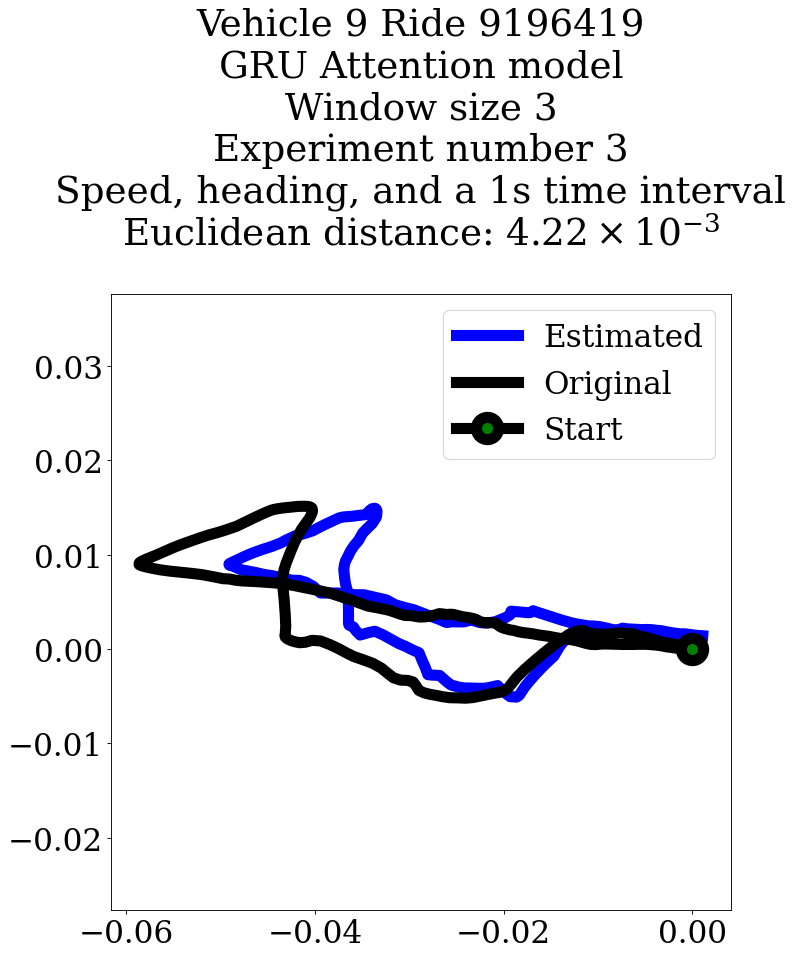 Vehicle 9 Ride 9196419
GRU Attention model
Window size 3
Experiment number 3
Speed, heading, and a 1s time interval
Euclidean distance: 4.22 × 10⁻³
Estimated
Original
Start
0.03
0.02
0.01
0.00
−0.01
−0.02
−0.06 −0.04 −0.02 0.00